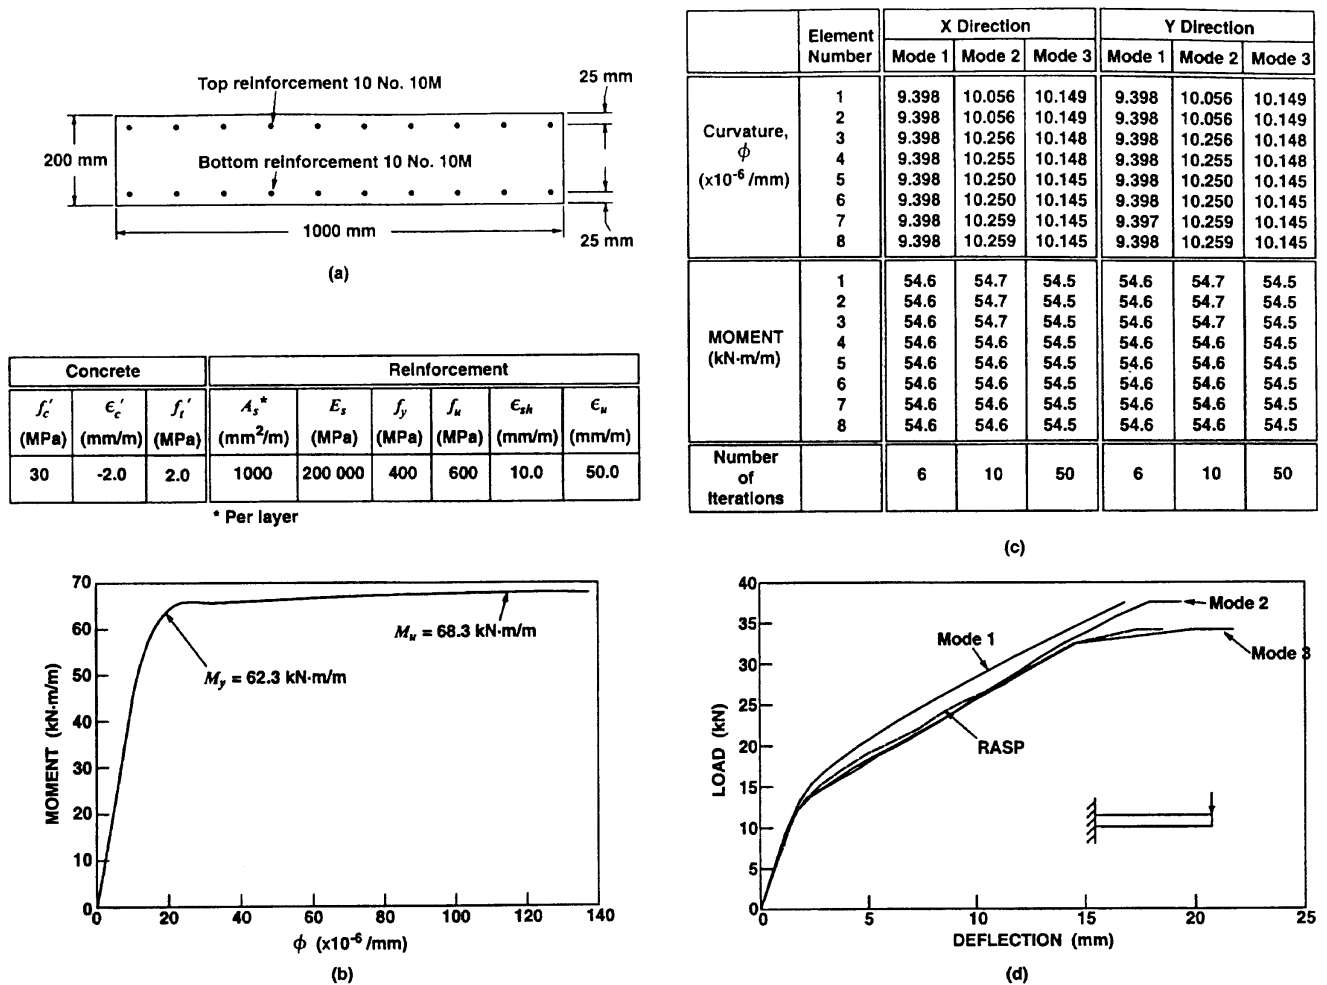 Top reinforcement 10 No. 10M
25 mm
200 mm
Bottom reinforcement 10 No. 10M
1000 mm
25 mm
(a)
Concrete Reinforcement
fc′ ϵc′ ft′ As* Es fy fu ϵsh ϵu
(MPa) (mm/m) (MPa) (mm²/m) (MPa) (MPa) (MPa) (mm/m) (mm/m)
30 -2.0 2.0 1000 200 000 400 600 10.0 50.0
* Per layer
70
60
50
40
30
20
10
0
MOMENT (kN·m/m)
Mu = 68.3 kN·m/m
My = 62.3 kN·m/m
0 20 40 60 80 100 120 140
ϕ (x10-6 /mm)
(b)
Element Number X Direction Y Direction
Mode 1 Mode 2 Mode 3 Mode 1 Mode 2 Mode 3
Curvature, ϕ (x10-6 /mm)
1 9.398 10.056 10.149 9.398 10.056 10.149
2 9.398 10.056 10.149 9.398 10.056 10.149
3 9.398 10.256 10.148 9.398 10.256 10.148
4 9.398 10.255 10.148 9.398 10.255 10.148
5 9.398 10.250 10.145 9.398 10.250 10.145
6 9.398 10.250 10.145 9.398 10.250 10.145
7 9.398 10.259 10.145 9.397 10.259 10.145
8 9.398 10.259 10.145 9.398 10.259 10.145
MOMENT (kN·m/m)
1 54.6 54.7 54.5 54.6 54.7 54.5
2 54.6 54.7 54.5 54.6 54.7 54.5
3 54.6 54.7 54.5 54.6 54.7 54.5
4 54.6 54.6 54.5 54.6 54.6 54.5
5 54.6 54.6 54.5 54.6 54.6 54.5
6 54.6 54.6 54.5 54.6 54.6 54.5
7 54.6 54.6 54.5 54.6 54.6 54.5
8 54.6 54.6 54.5 54.6 54.6 54.5
Number of Iterations 6 10 50 6 10 50
(c)
40
35
30
25
20
15
10
5
0
LOAD (kN)
Mode 1
Mode 2
Mode 3
RASP
0 5 10 15 20 25
DEFLECTION (mm)
(d)